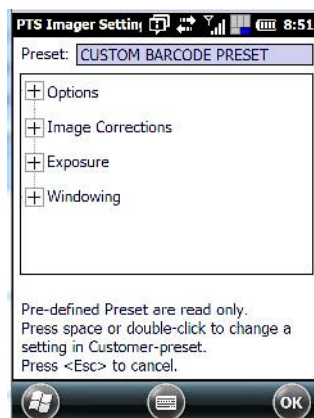 PTS Imager Settin 8:51
Preset: CUSTOM BARCODE PRESET
Options
Image Corrections
Exposure
Windowing
Pre-defined Preset are read only.
Press space or double-click to change a
setting in Customer-preset.
Press <Esc> to cancel.
OK